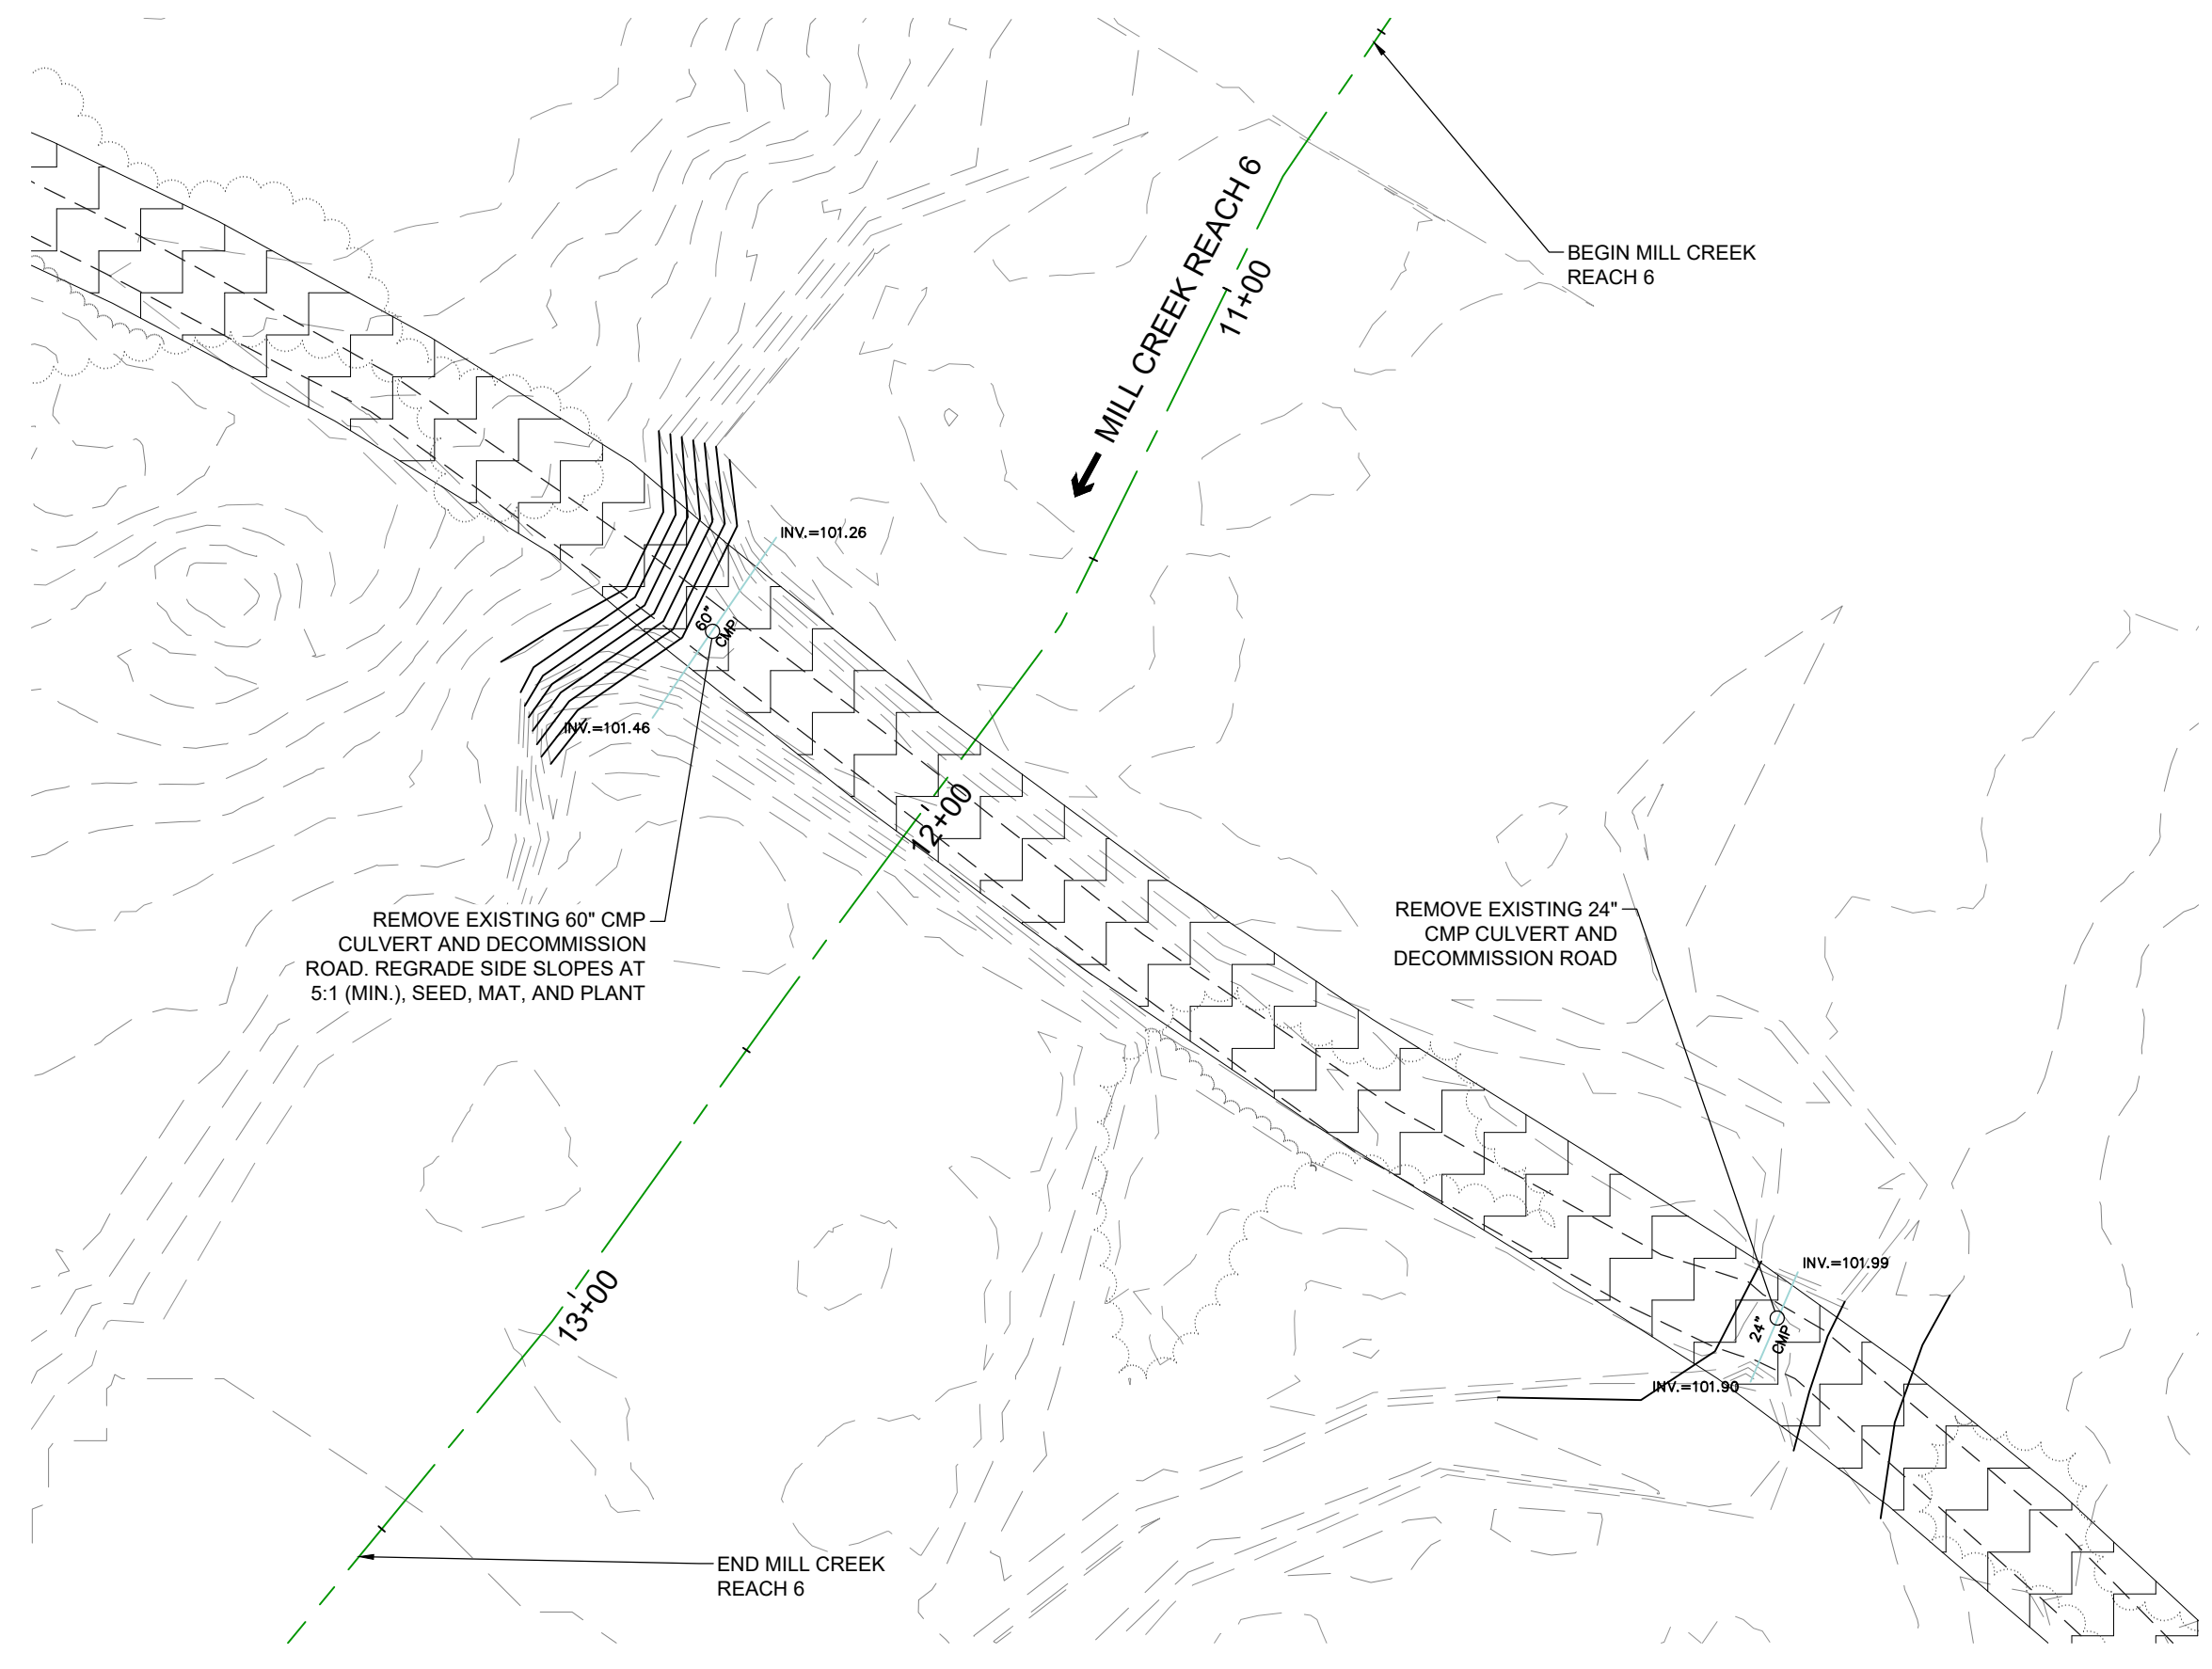 BEGIN MILL CREEK
REACH 6
MILL CREEK REACH 6
11+00
INV.=101.26
60"
CMP
INV.=101.46
12+00
REMOVE EXISTING 60" CMP
CULVERT AND DECOMMISSION
ROAD. REGRADE SIDE SLOPES AT
5:1 (MIN.), SEED, MAT, AND PLANT
REMOVE EXISTING 24"
CMP CULVERT AND
DECOMMISSION ROAD
INV.=101.99
24"
CMP
INV.=101.90
13+00
END MILL CREEK
REACH 6